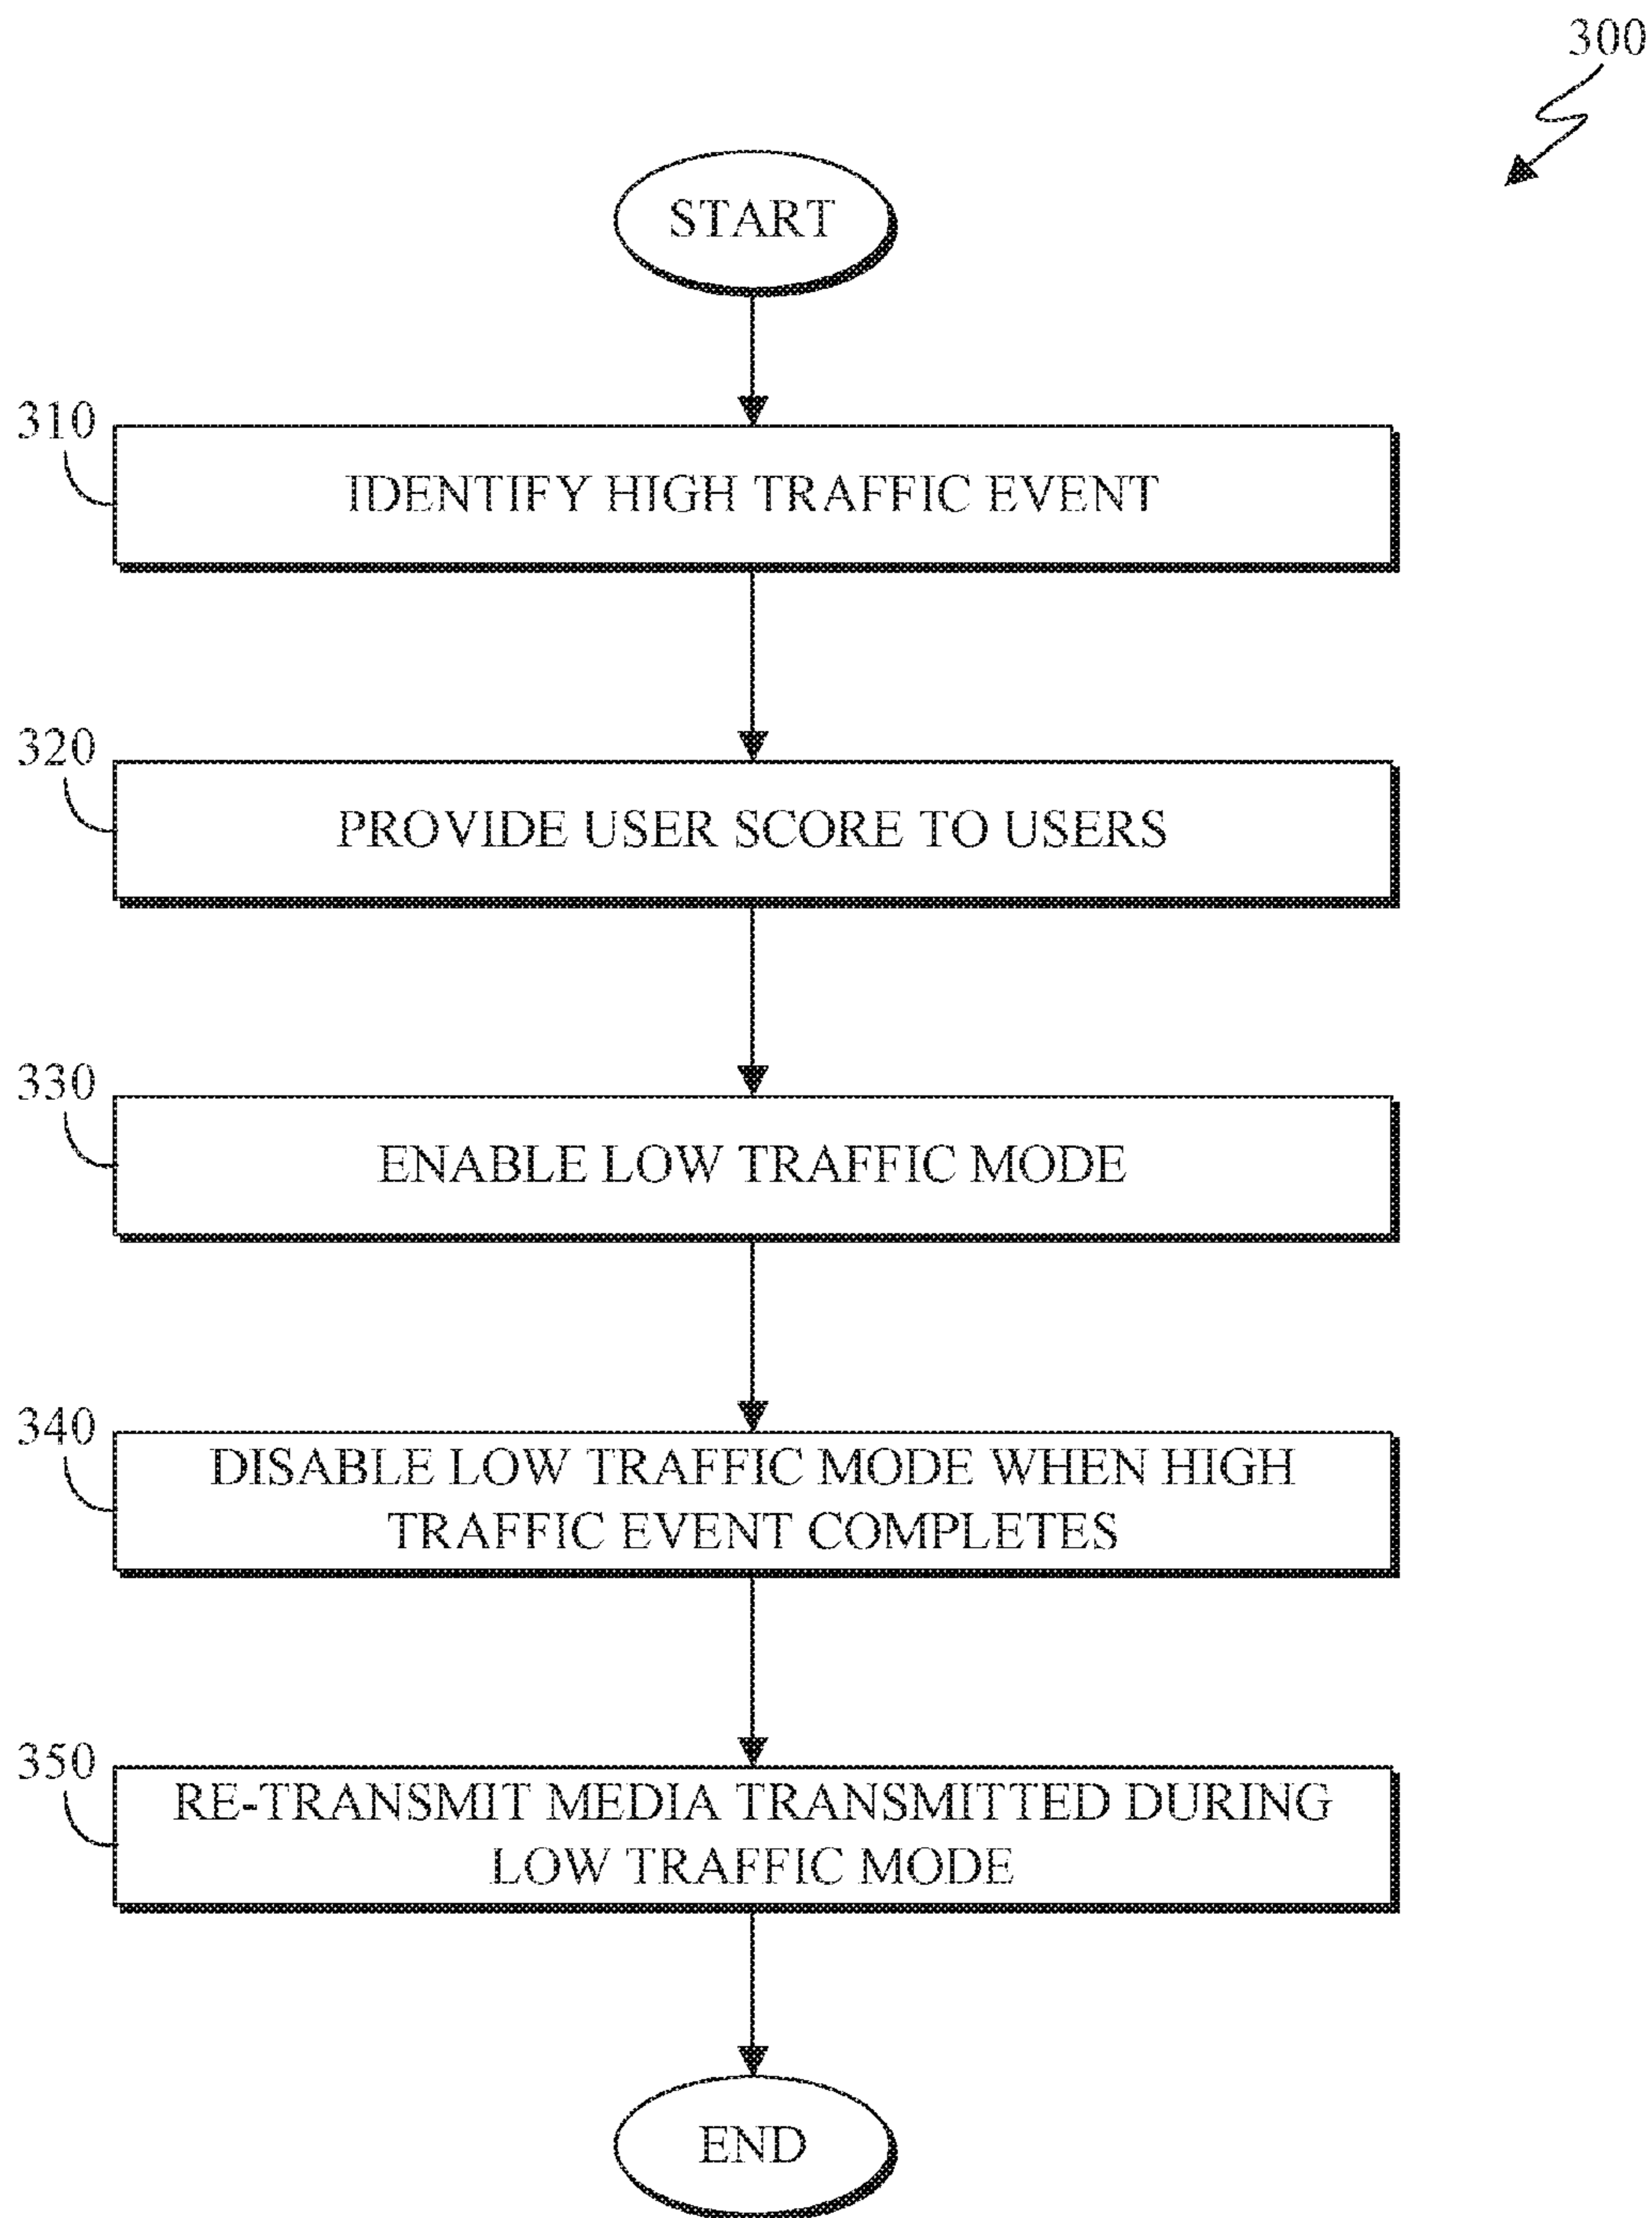 300
START
310
IDENTIFY HIGH TRAFFIC EVENT
320
PROVIDE USER SCORE TO USERS
330
ENABLE LOW TRAFFIC MODE
340
DISABLE LOW TRAFFIC MODE WHEN HIGH
TRAFFIC EVENT COMPLETES
350
RE-TRANSMIT MEDIA TRANSMITTED DURING
LOW TRAFFIC MODE
END